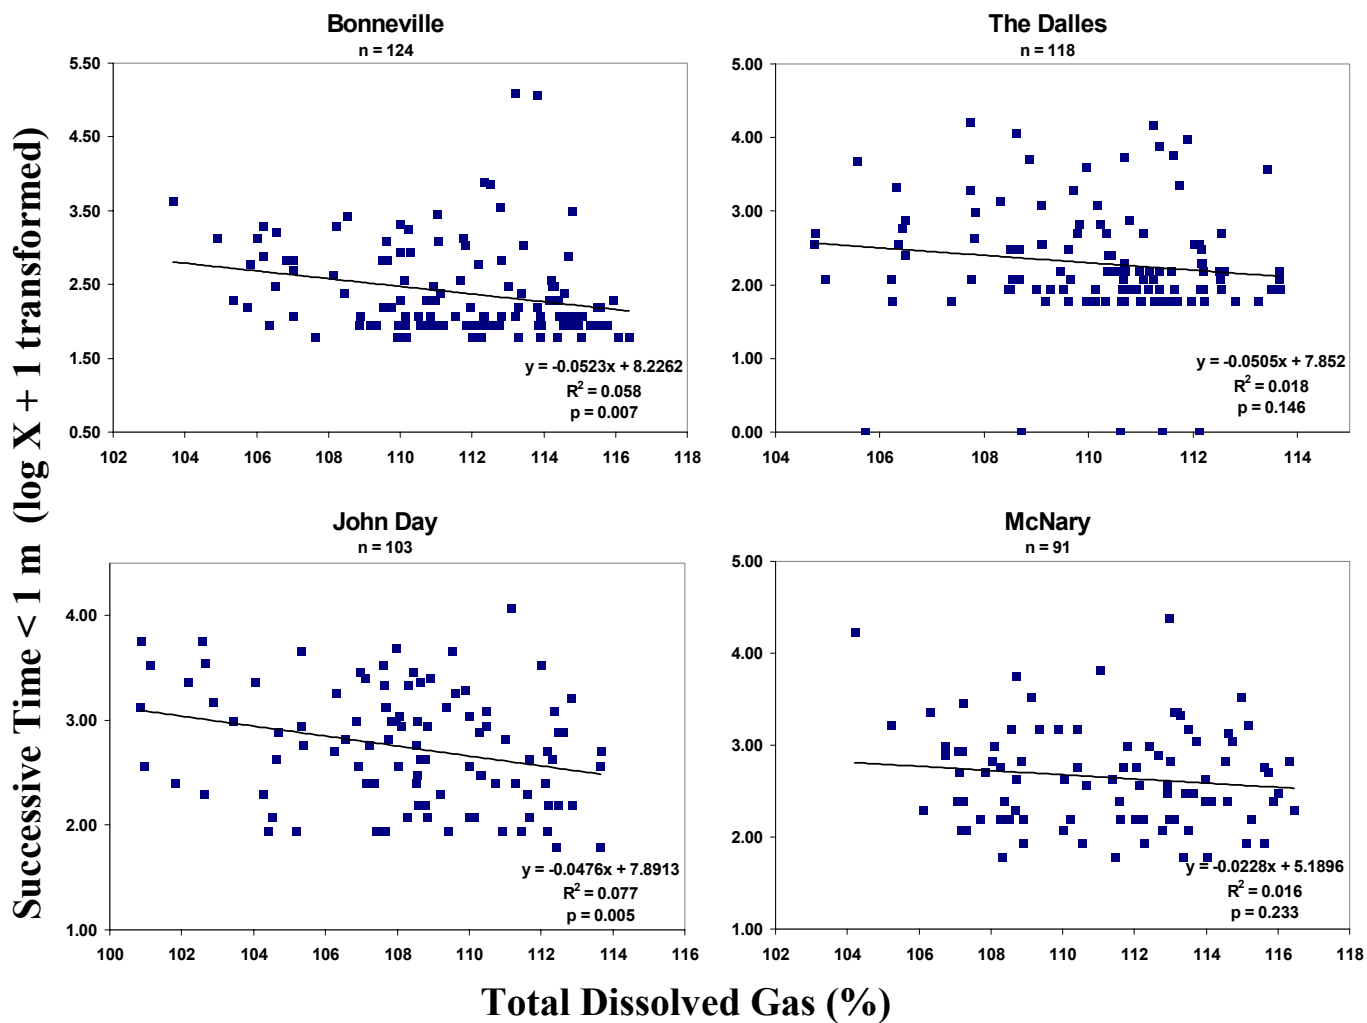 Successive Time < 1 m (log X + 1 transformed)
Bonneville
n = 124
5.50
4.50
3.50
2.50
1.50
0.50
y = -0.0523x + 8.2262
R² = 0.058
p = 0.007
102 104 106 108 110 112 114 116 118
The Dalles
n = 118
5.00
4.00
3.00
2.00
1.00
0.00
y = -0.0505x + 7.852
R² = 0.018
p = 0.146
104 106 108 110 112 114
John Day
n = 103
4.00
3.00
2.00
1.00
y = -0.0476x + 7.8913
R² = 0.077
p = 0.005
100 102 104 106 108 110 112 114 116
McNary
n = 91
5.00
4.00
3.00
2.00
1.00
y = -0.0228x + 5.1896
R² = 0.016
p = 0.233
102 104 106 108 110 112 114 116 118
Total Dissolved Gas (%)